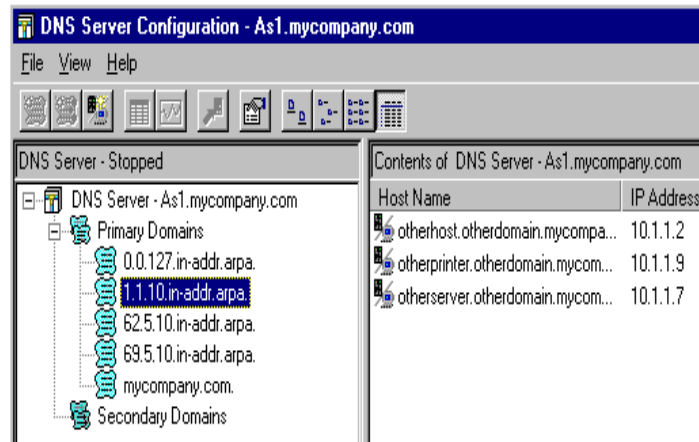 DNS Server Configuration - As1.mycompany.com
File View Help
DNS Server - Stopped
DNS Server - As1.mycompany.com
Primary Domains
0.0.127.in-addr.arpa.
1.1.10.in-addr.arpa.
62.5.10.in-addr.arpa.
69.5.10.in-addr.arpa.
mycompany.com.
Secondary Domains
Contents of DNS Server - As1.mycompany.com
Host Name IP Address
otherhost.otherdomain.mycompa... 10.1.1.2
otherprinter.otherdomain.mycom... 10.1.1.9
otherserver.otherdomain.mycom... 10.1.1.7